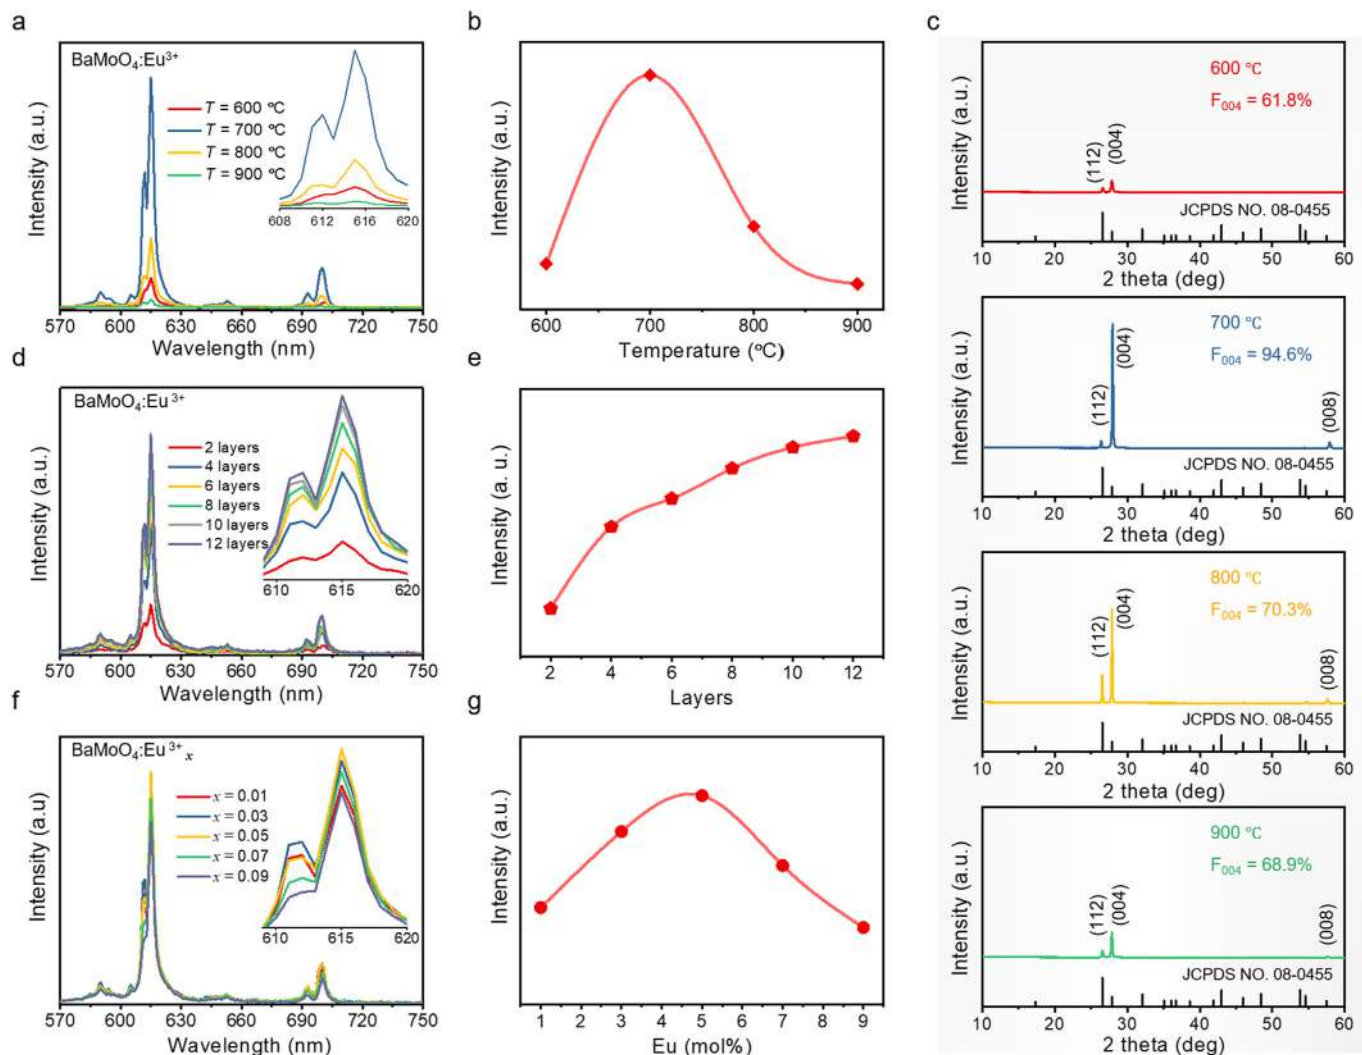 a
BaMoO₄:Eu³⁺
T = 600 ℃
T = 700 ℃
T = 800 ℃
T = 900 ℃
608 612 616 620
Intensity (a.u.)
570 600 630 660 690 720 750
Wavelength (nm)
b
Intensity (a.u.)
600 700 800 900
Temperature (℃)
c
600 ℃
F₀₀₄ = 61.8%
(112)
(004)
JCPDS NO. 08-0455
Intensity (a.u.)
10 20 30 40 50 60
2 theta (deg)
700 ℃
F₀₀₄ = 94.6%
(112)
(004)
(008)
JCPDS NO. 08-0455
Intensity (a.u.)
10 20 30 40 50 60
2 theta (deg)
800 ℃
F₀₀₄ = 70.3%
(112)
(004)
(008)
JCPDS NO. 08-0455
Intensity (a.u.)
10 20 30 40 50 60
2 theta (deg)
900 ℃
F₀₀₄ = 68.9%
(112)
(004)
(008)
JCPDS NO. 08-0455
Intensity (a.u.)
10 20 30 40 50 60
2 theta (deg)
d
BaMoO₄:Eu³⁺
2 layers
4 layers
6 layers
8 layers
10 layers
12 layers
610 615 620
Intensity (a.u.)
570 600 630 660 690 720 750
Wavelength (nm)
e
Intensity (a. u.)
2 4 6 8 10 12
Layers
f
BaMoO₄:Eu³⁺ₓ
x = 0.01
x = 0.03
x = 0.05
x = 0.07
x = 0.09
610 615 620
Intensity (a.u)
570 600 630 660 690 720 750
Wavelength (nm)
g
Intensity (a.u.)
1 2 3 4 5 6 7 8 9
Eu (mol%)